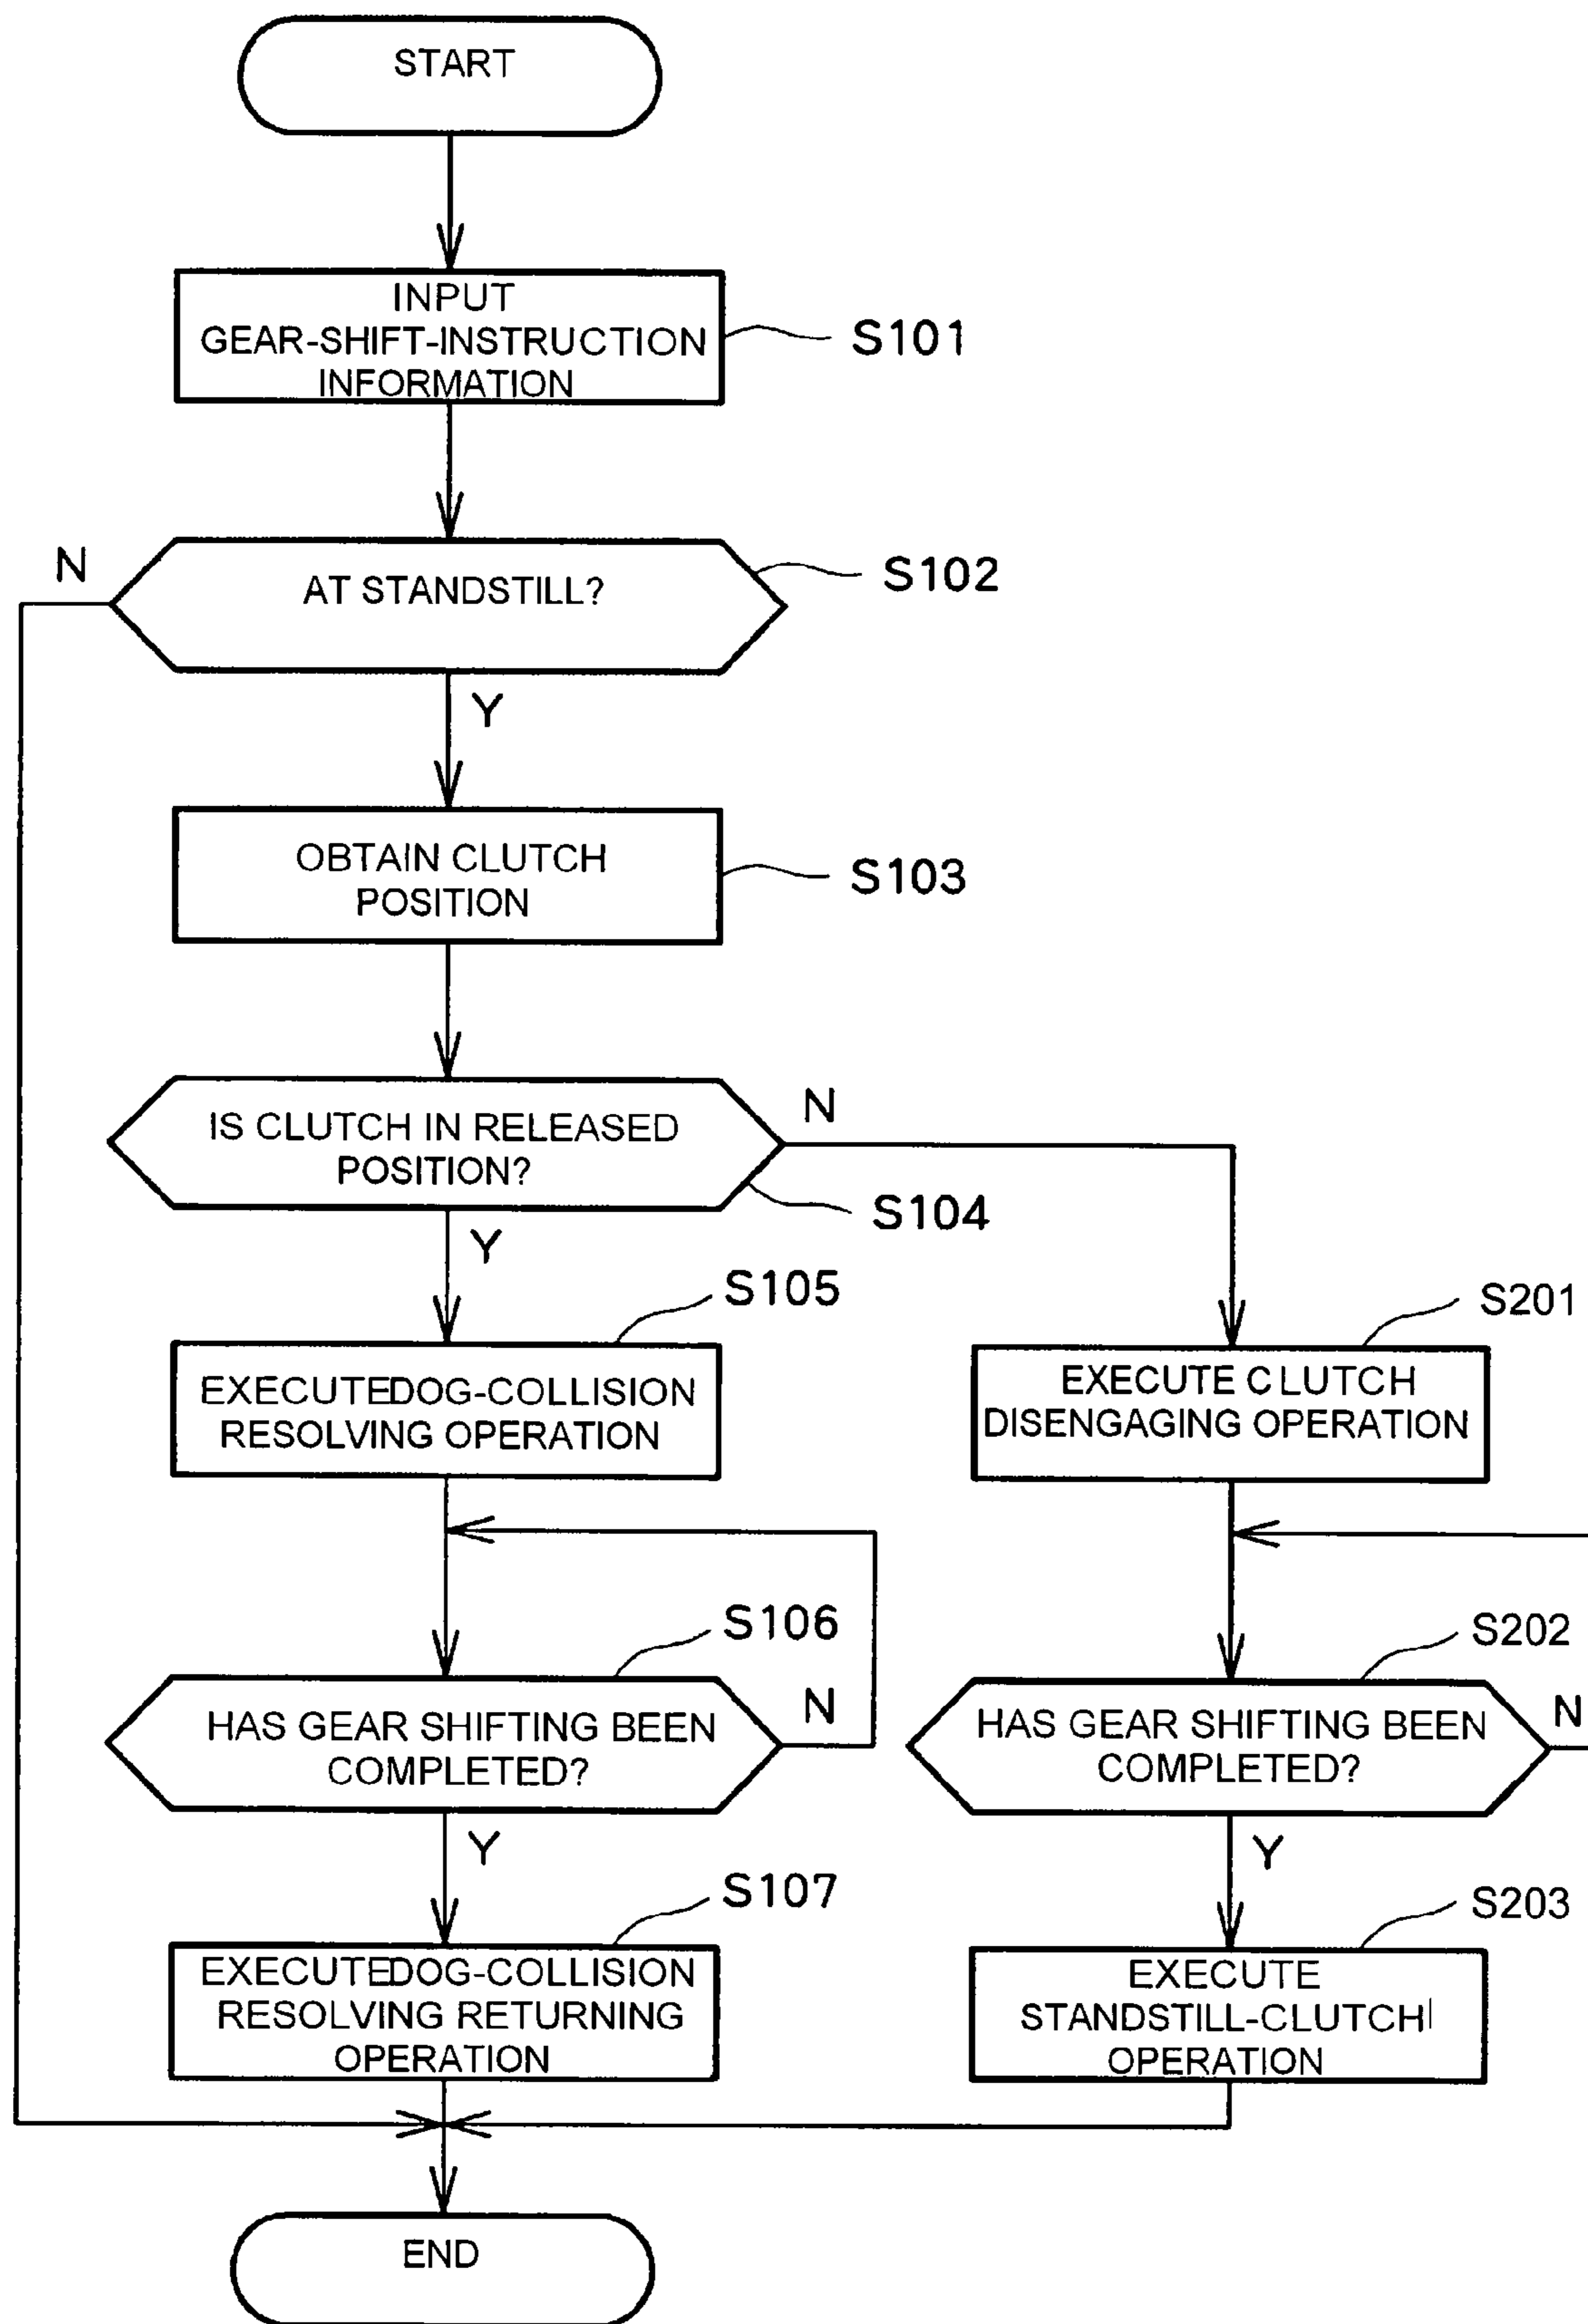 START
INPUT
GEAR-SHIFT-INSTRUCTION
INFORMATION
S101
N
AT STANDSTILL?
S102
Y
OBTAIN CLUTCH
POSITION
S103
IS CLUTCH IN RELEASED
POSITION?
N
S104
Y
S105
EXECUTEDOG-COLLISION
RESOLVING OPERATION
S201
EXECUTE CLUTCH
DISENGAGING OPERATION
S106
HAS GEAR SHIFTING BEEN
COMPLETED?
N
Y
S202
HAS GEAR SHIFTING BEEN
COMPLETED?
N
Y
S107
EXECUTEDOG-COLLISION
RESOLVING RETURNING
OPERATION
S203
EXECUTE
STANDSTILL-CLUTCH
OPERATION
END